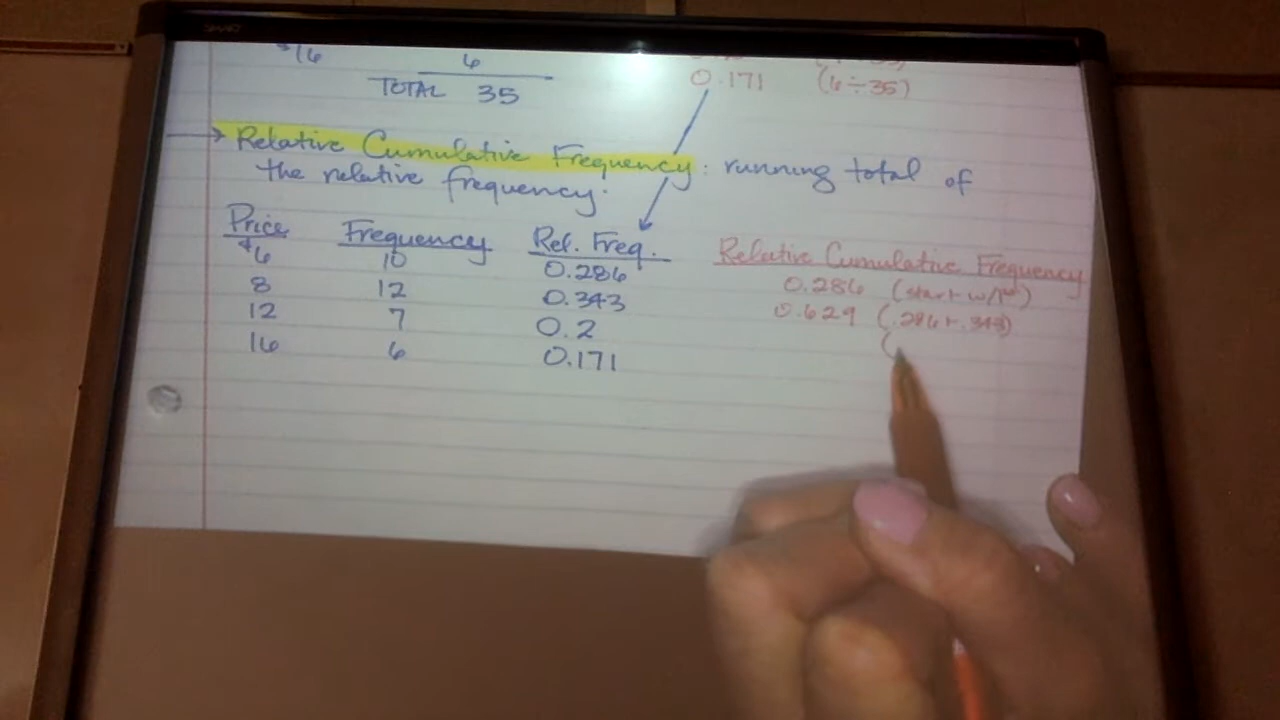 $16 6
TOTAL 35 0.171 (6÷35)
→ Relative Cumulative Frequency: running total of
the relative frequency.
Price Frequency Rel. Freq. Relative Cumulative Frequency
$6 10 0.286 0.286 (start w/1st)
8 12 0.343 0.629 (.286+.343)
12 7 0.2 (
16 6 0.171